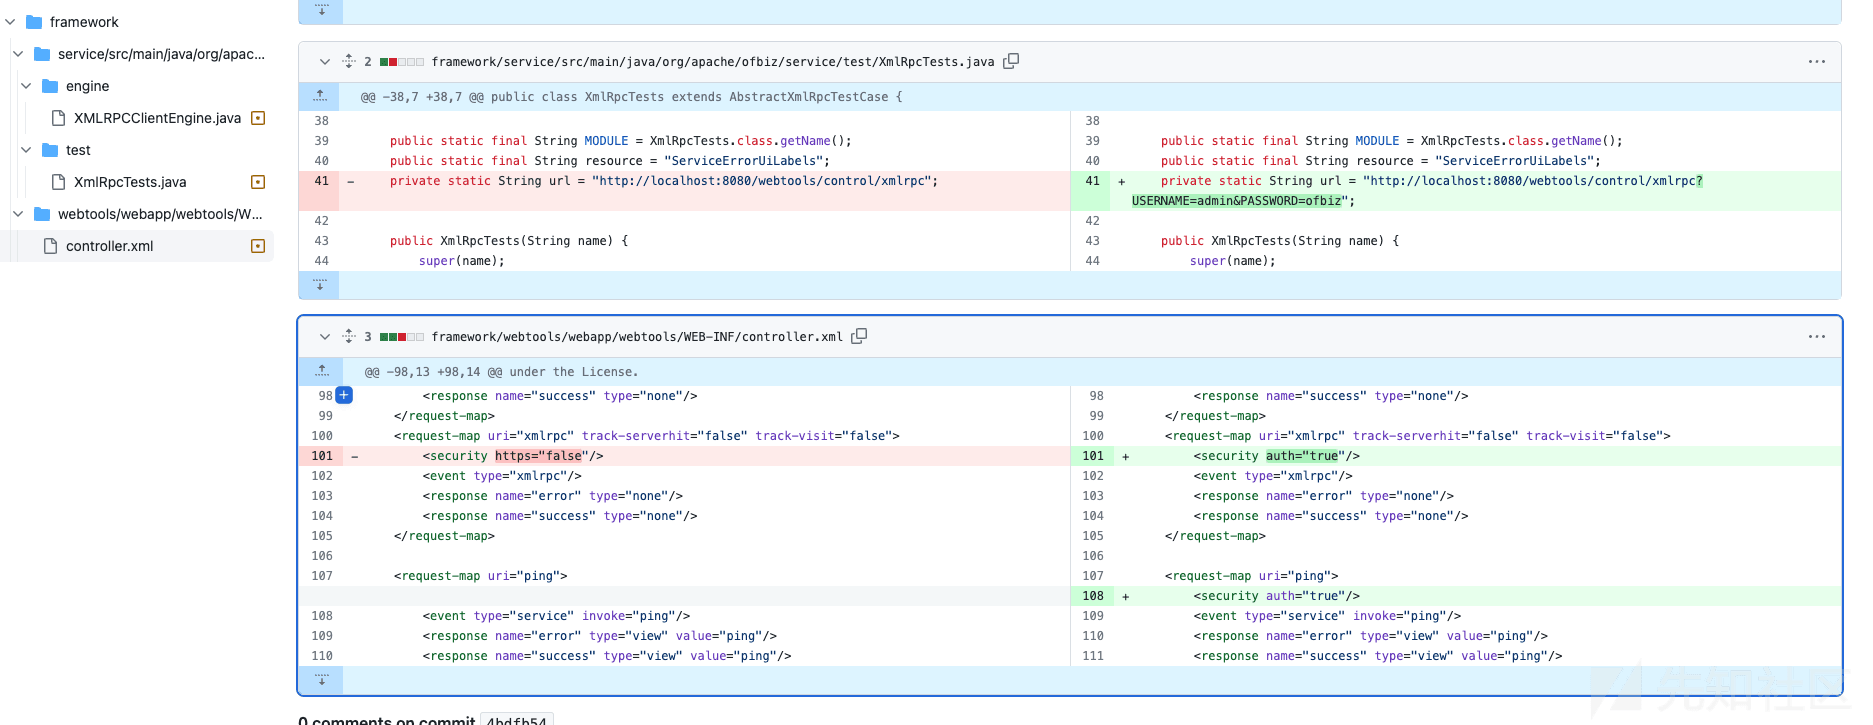 framework
service/src/main/java/org/apac...
engine
XMLRPCClientEngine.java
test
XmlRpcTests.java
webtools/webapp/webtools/W...
controller.xml
2 framework/service/src/main/java/org/apache/ofbiz/service/test/XmlRpcTests.java
@@ -38,7 +38,7 @@ public class XmlRpcTests extends AbstractXmlRpcTestCase {
38 38
39 public static final String MODULE = XmlRpcTests.class.getName(); 39 public static final String MODULE = XmlRpcTests.class.getName();
40 public static final String resource = "ServiceErrorUiLabels"; 40 public static final String resource = "ServiceErrorUiLabels";
41 - private static String url = "http://localhost:8080/webtools/control/xmlrpc"; 41 + private static String url = "http://localhost:8080/webtools/control/xmlrpc?
USERNAME=admin&PASSWORD=ofbiz";
42 42
43 public XmlRpcTests(String name) { 43 public XmlRpcTests(String name) {
44 super(name); 44 super(name);
3 framework/webtools/webapp/webtools/WEB-INF/controller.xml
@@ -98,13 +98,14 @@ under the License.
98 + <response name="success" type="none"/> 98 <response name="success" type="none"/>
99 </request-map> 99 </request-map>
100 <request-map uri="xmlrpc" track-serverhit="false" track-visit="false"> 100 <request-map uri="xmlrpc" track-serverhit="false" track-visit="false">
101 - <security https="false"/> 101 + <security auth="true"/>
102 <event type="xmlrpc"/> 102 <event type="xmlrpc"/>
103 <response name="error" type="none"/> 103 <response name="error" type="none"/>
104 <response name="success" type="none"/> 104 <response name="success" type="none"/>
105 </request-map> 105 </request-map>
106 106
107 <request-map uri="ping"> 107 <request-map uri="ping">
108 + <security auth="true"/>
108 <event type="service" invoke="ping"/> 109 <event type="service" invoke="ping"/>
109 <response name="error" type="view" value="ping"/> 110 <response name="error" type="view" value="ping"/>
110 <response name="success" type="view" value="ping"/> 111 <response name="success" type="view" value="ping"/>
先知社区
0 comments on commit 4bdfb54